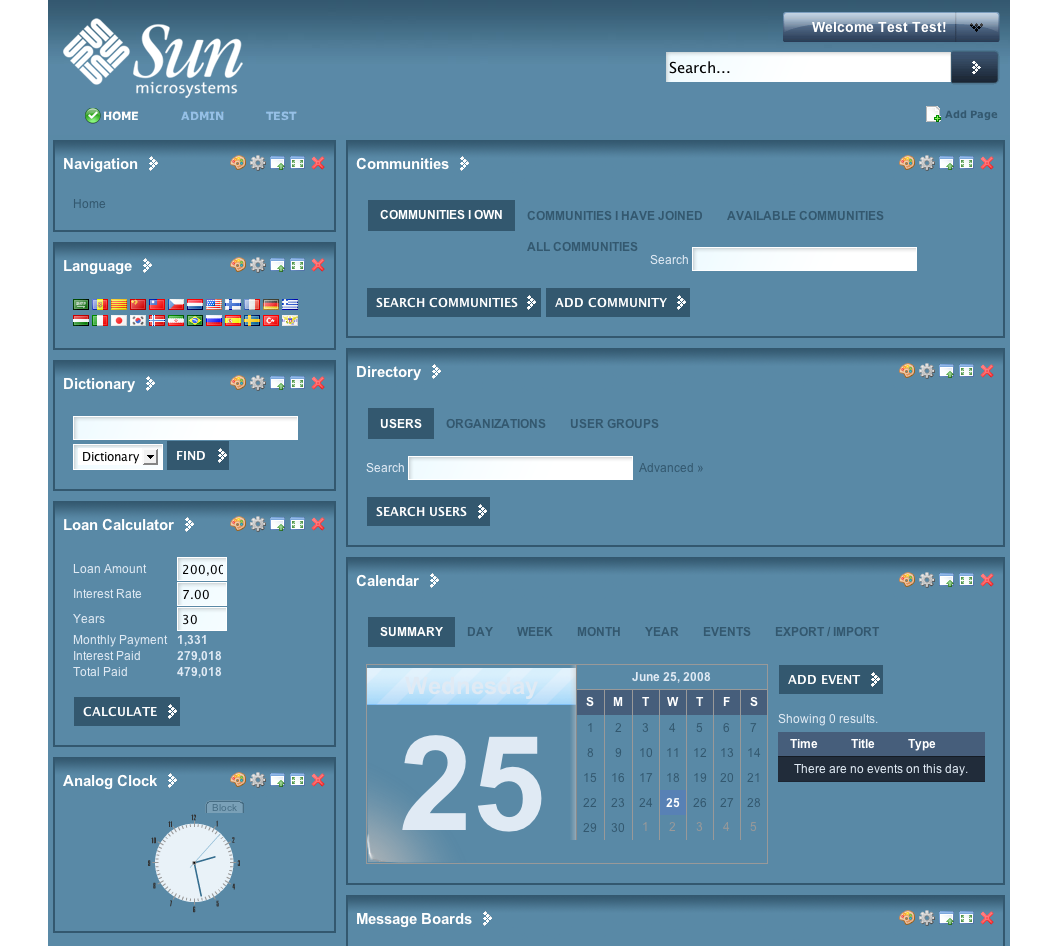 Welcome Test Test!
Sun
microsystems
Search...
HOME ADMIN TEST
Add Page
Navigation
Home
Language
Dictionary
Dictionary FIND
Loan Calculator
Loan Amount 200,00
Interest Rate 7.00
Years 30
Monthly Payment 1,331
Interest Paid 279,018
Total Paid 479,018
CALCULATE
Analog Clock
Block
12
Communities
COMMUNITIES I OWN COMMUNITIES I HAVE JOINED AVAILABLE COMMUNITIES
ALL COMMUNITIES Search
SEARCH COMMUNITIES ADD COMMUNITY
Directory
USERS ORGANIZATIONS USER GROUPS
Search Advanced »
SEARCH USERS
Calendar
SUMMARY DAY WEEK MONTH YEAR EVENTS EXPORT / IMPORT
Wednesday
25
June 25, 2008
S M T W T F S
1 2 3 4 5 6 7
8 9 10 11 12 13 14
15 16 17 18 19 20 21
22 23 24 25 26 27 28
29 30 1 2 3 4 5
ADD EVENT
Showing 0 results.
Time Title Type
There are no events on this day.
Message Boards